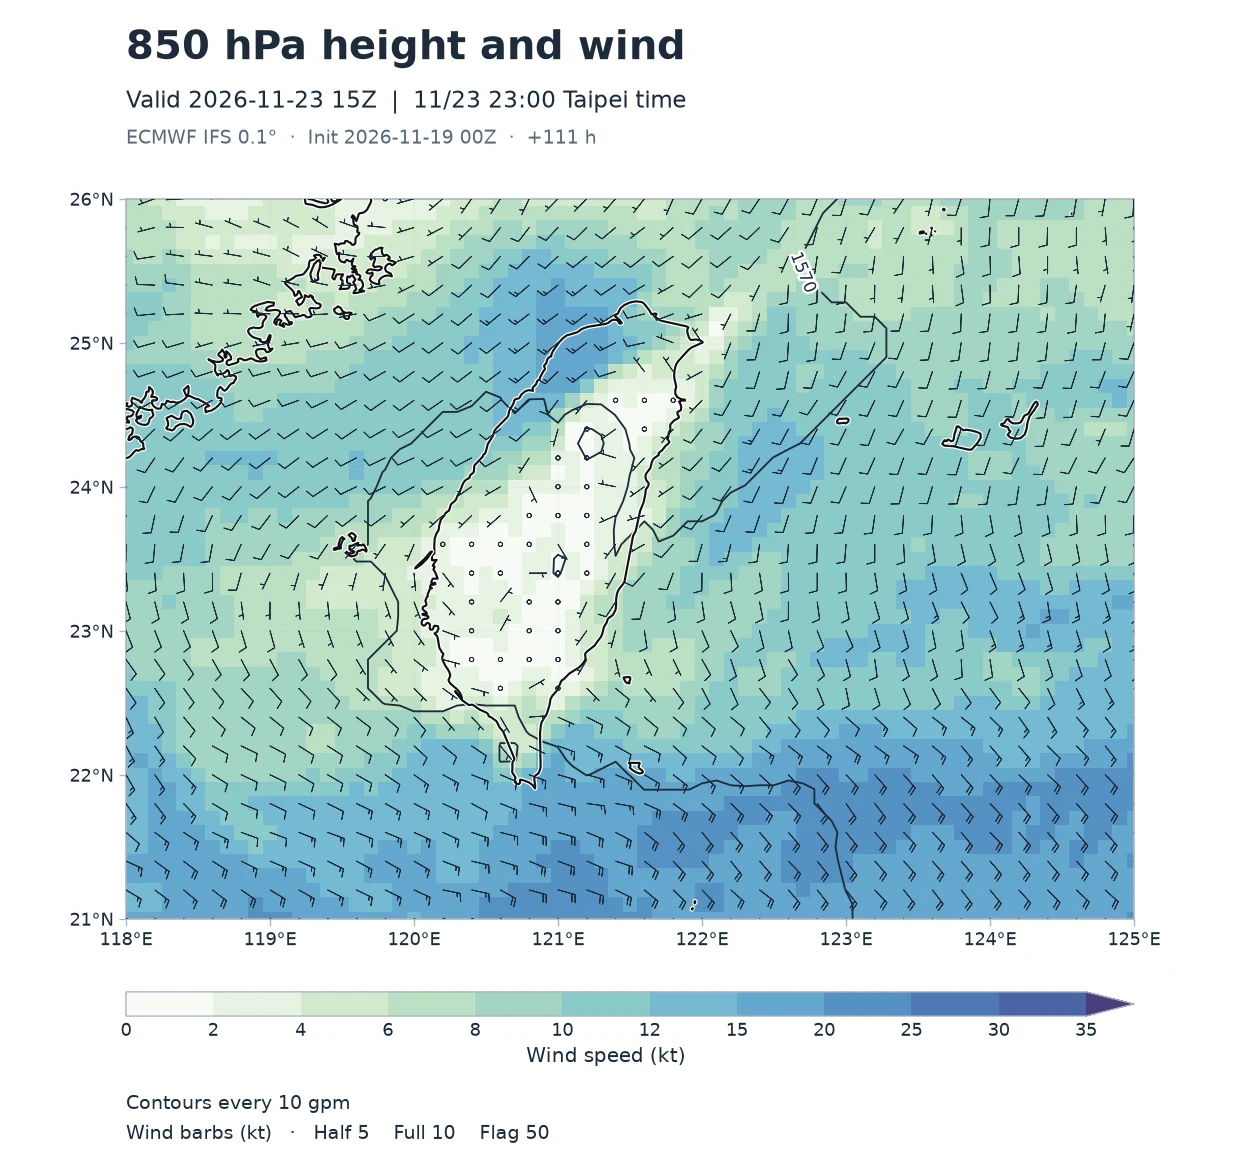 850 hPa height and wind
Valid 2026-11-23 15Z | 11/23 23:00 Taipei time
ECMWF IFS 0.1° · Init 2026-11-19 00Z · +111 h
26°N
25°N
24°N
23°N
22°N
21°N
1570
118°E 119°E 120°E 121°E 122°E 123°E 124°E 125°E
0 2 4 6 8 10 12 15 20 25 30 35
Wind speed (kt)
Contours every 10 gpm
Wind barbs (kt) · Half 5 Full 10 Flag 50